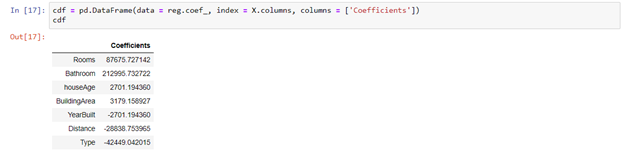 In [17]: cdf = pd.DataFrame(data = reg.coef_, index = X.columns, columns = ['Coefficients'])
cdf
Out[17]:
Coefficients
Rooms 87675.727142
Bathroom 212995.732722
houseAge 2701.194360
BuildingArea 3179.158927
YearBuilt -2701.194360
Distance -28838.753965
Type -42449.042015